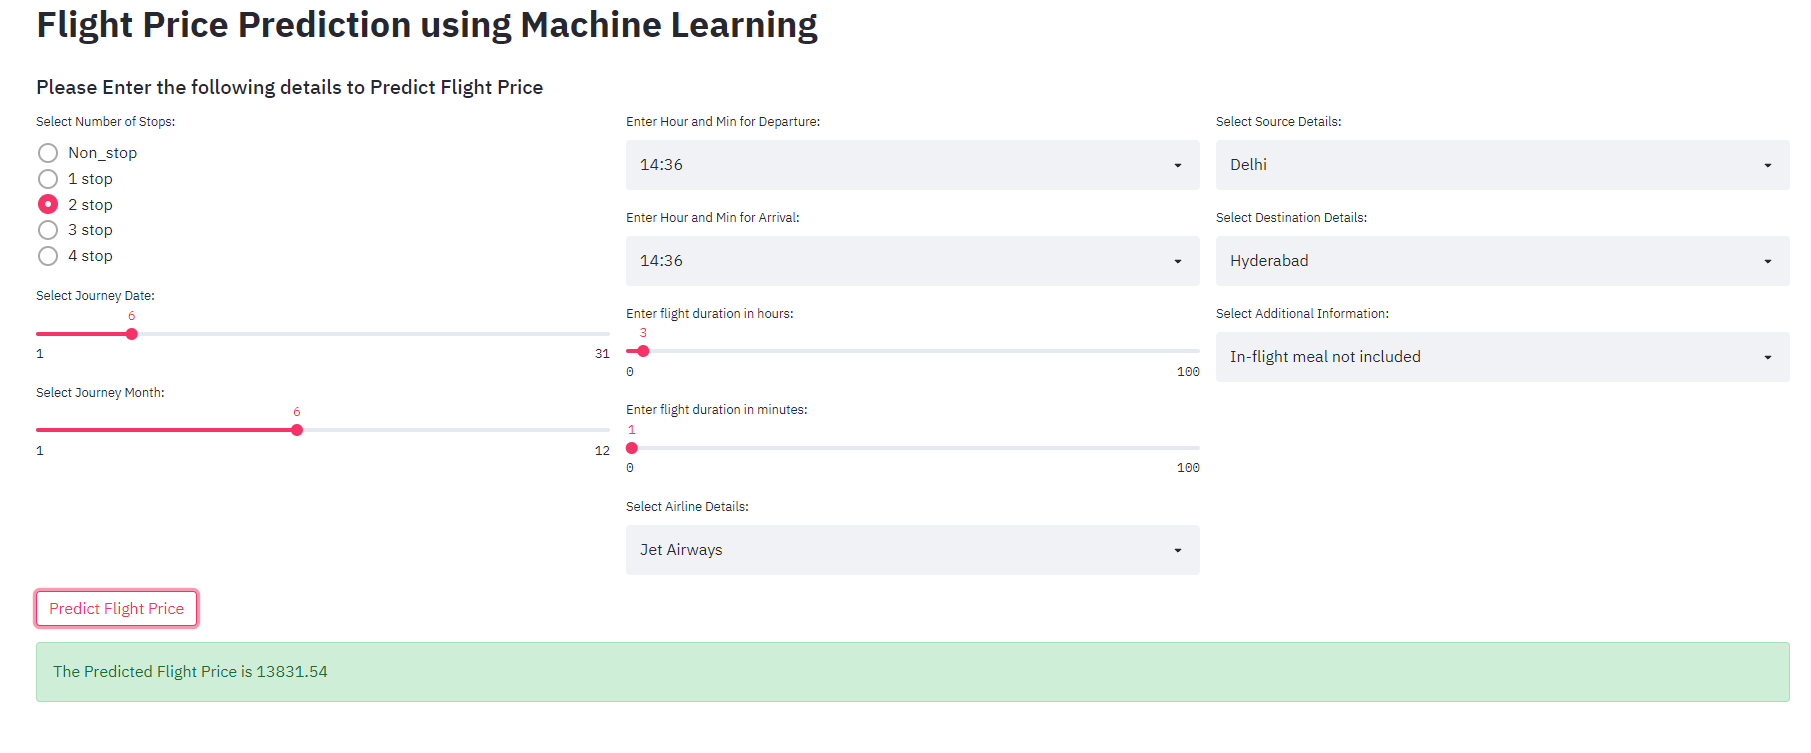 Flight Price Prediction using Machine Learning
Please Enter the following details to Predict Flight Price
Select Number of Stops:
Non_stop
1 stop
2 stop
3 stop
4 stop
Select Journey Date:
6
1 31
Select Journey Month:
6
1 12
Enter Hour and Min for Departure:
14:36
Enter Hour and Min for Arrival:
14:36
Enter flight duration in hours:
3
0 100
Enter flight duration in minutes:
1
0 100
Select Airline Details:
Jet Airways
Select Source Details:
Delhi
Select Destination Details:
Hyderabad
Select Additional Information:
In-flight meal not included
Predict Flight Price
The Predicted Flight Price is 13831.54